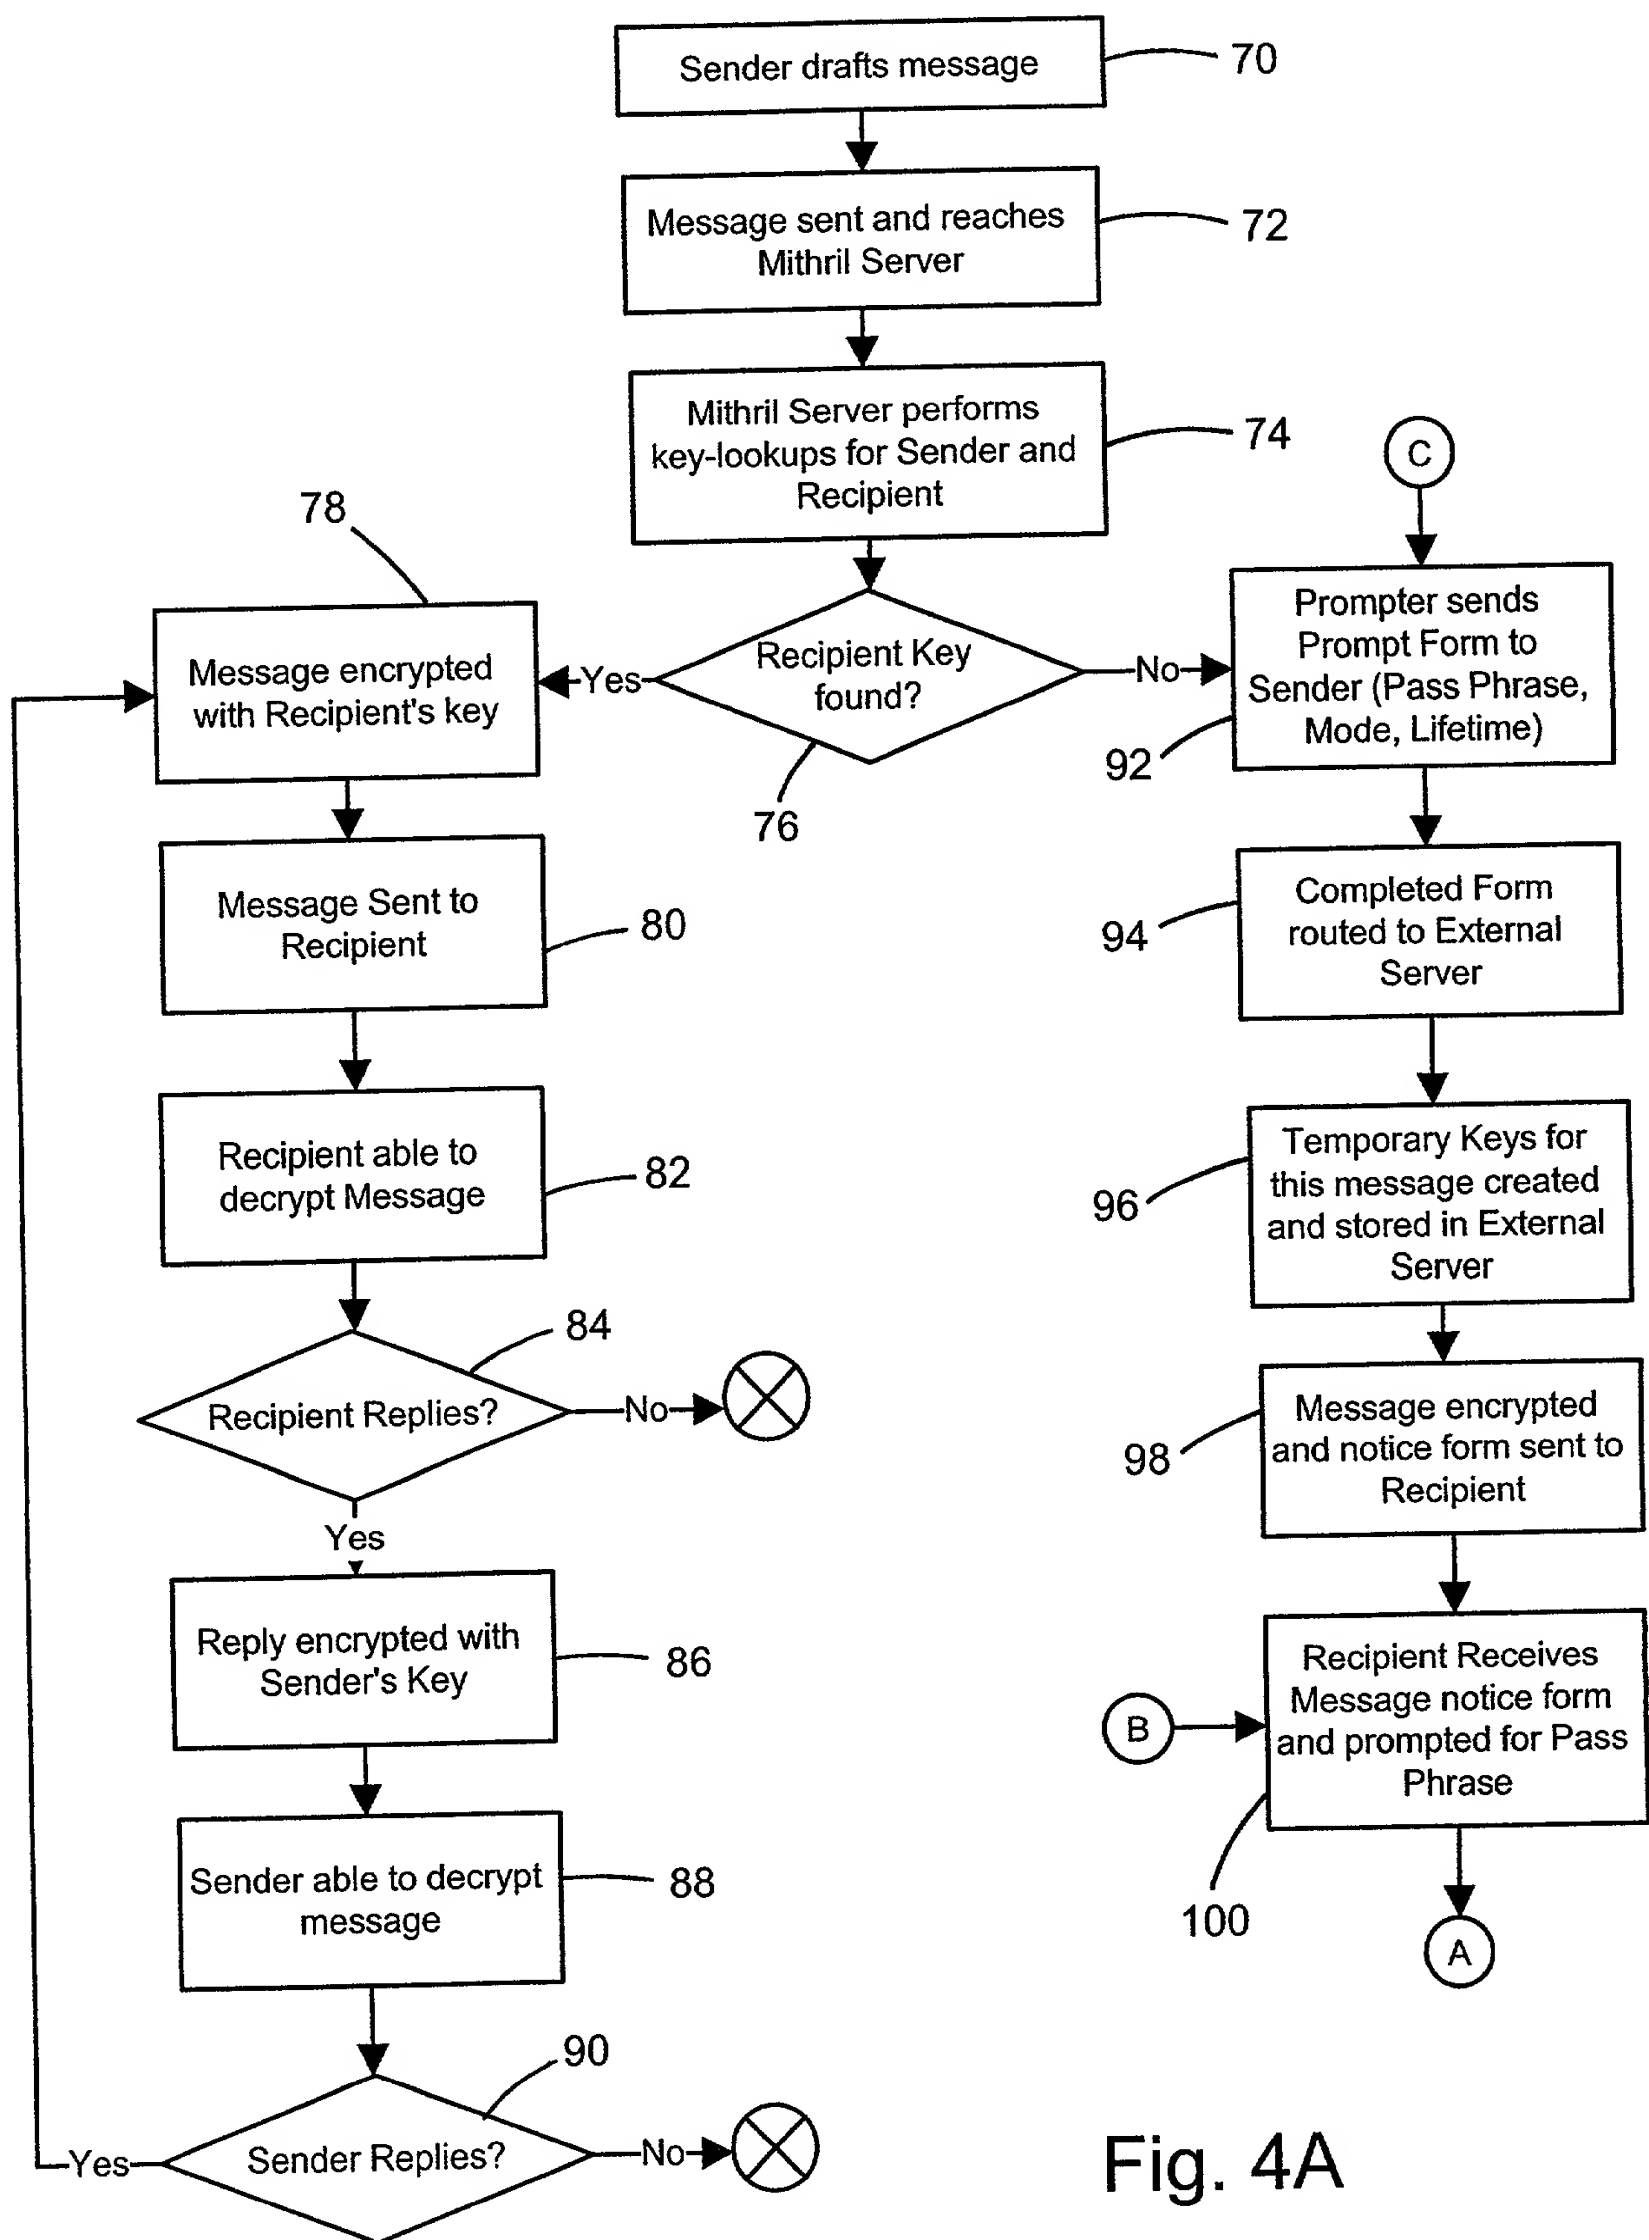 Sender drafts message
70
Message sent and reaches
Mithril Server
72
Mithril Server performs
key-lookups for Sender and
Recipient
74
Recipient Key
found?
76
Yes
No
78
Message encrypted
with Recipient's key
Message Sent to
Recipient
80
Recipient able to
decrypt Message
82
84
Recipient Replies?
No
Yes
Reply encrypted with
Sender's Key
86
Sender able to decrypt
message
88
90
Sender Replies?
Yes
No
C
Prompter sends
Prompt Form to
Sender (Pass Phrase,
Mode, Lifetime)
92
Completed Form
routed to External
Server
94
Temporary Keys for
this message created
and stored in External
Server
96
Message encrypted
and notice form sent to
Recipient
98
B
Recipient Receives
Message notice form
and prompted for Pass
Phrase
100
A
Fig. 4A